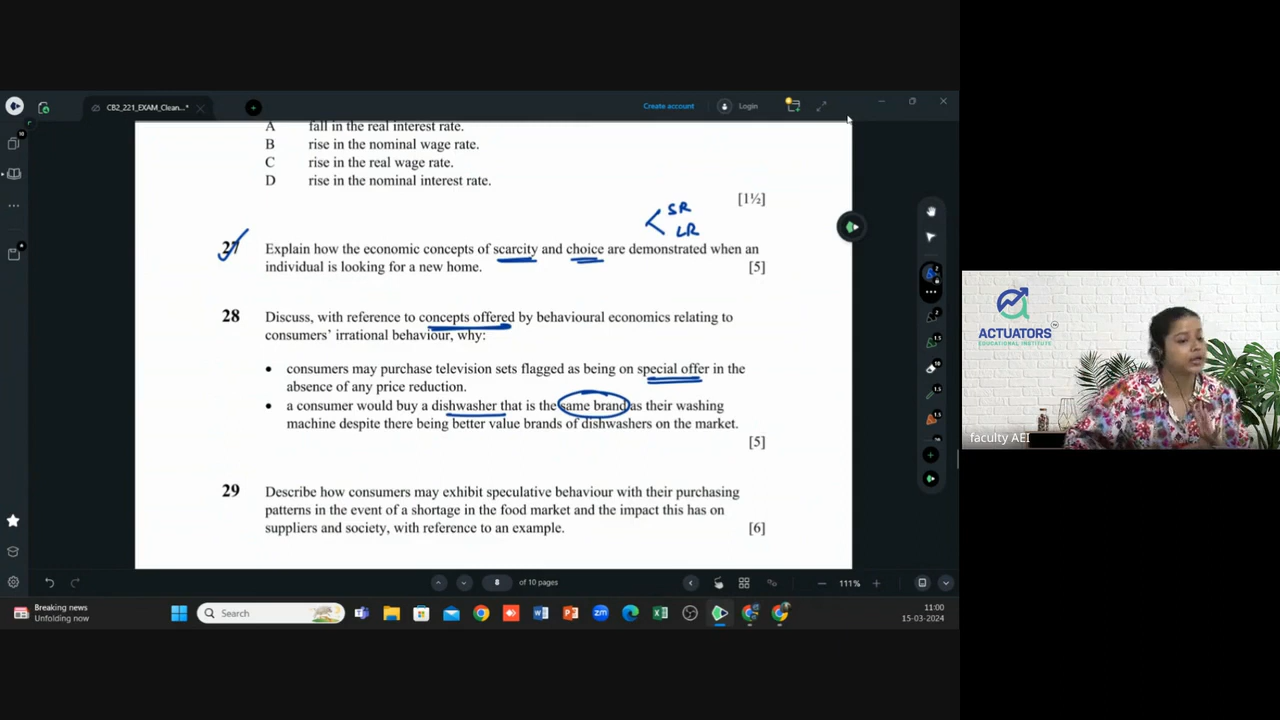 CB2_221_EXAM_Clean...*
Create account
Login
A fall in the real interest rate.
B rise in the nominal wage rate.
C rise in the real wage rate.
D rise in the nominal interest rate.
[1½]
SR
LR
27 Explain how the economic concepts of scarcity and choice are demonstrated when an
individual is looking for a new home. [5]
28 Discuss, with reference to concepts offered by behavioural economics relating to
consumers' irrational behaviour, why:
• consumers may purchase television sets flagged as being on special offer in the
absence of any price reduction.
• a consumer would buy a dishwasher that is the same brand as their washing
machine despite there being better value brands of dishwashers on the market.
[5]
29 Describe how consumers may exhibit speculative behaviour with their purchasing
patterns in the event of a shortage in the food market and the impact this has on
suppliers and society, with reference to an example. [6]
8 of 10 pages
111%
Breaking news
Unfolding now
Search
11:00
15-03-2024
ACTUATORS
EDUCATIONAL INSTITUTE
faculty AEI